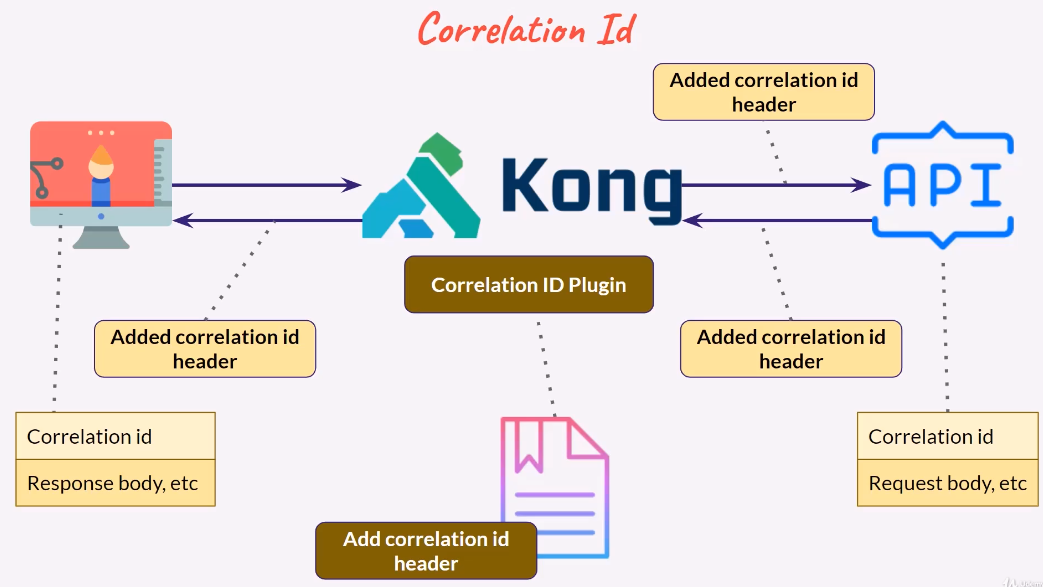 Correlation Id
Added correlation id
header
Kong
API
Correlation ID Plugin
Added correlation id
header
Added correlation id
header
Correlation id
Response body, etc
Correlation id
Request body, etc
Add correlation id
header
Udemy